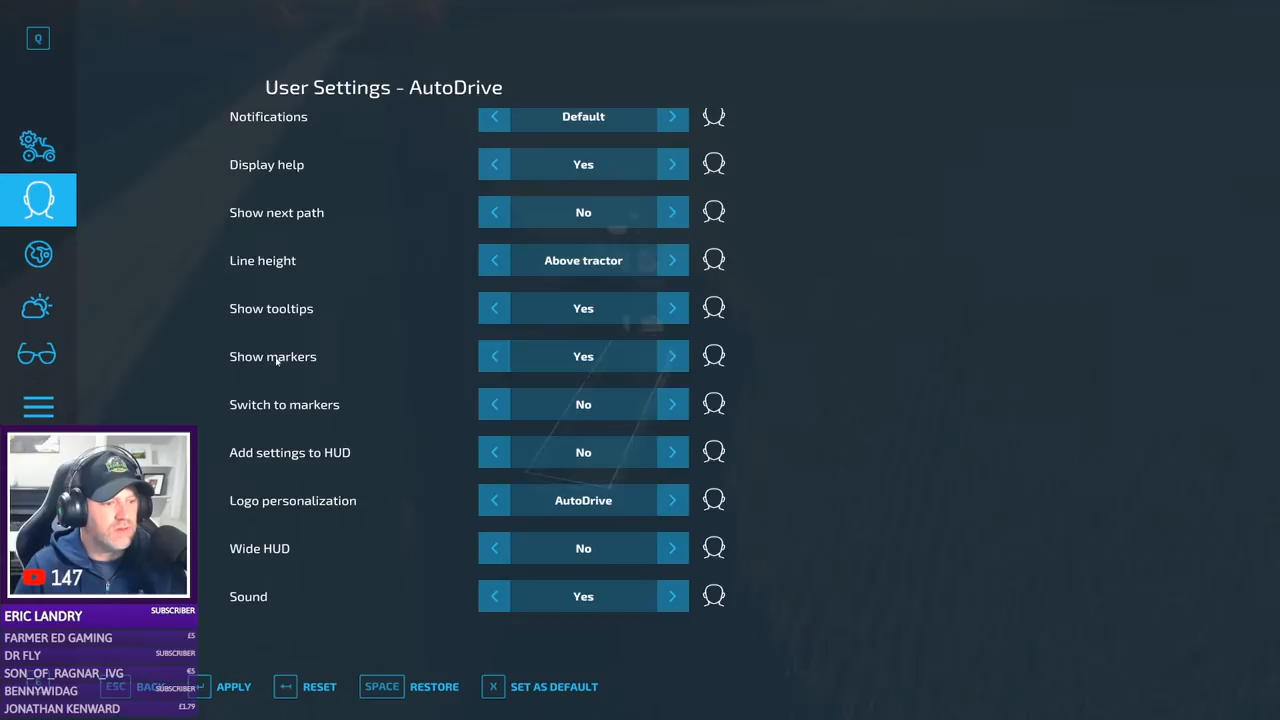 Q
User Settings - AutoDrive
Notifications Default
Display help Yes
Show next path No
Line height Above tractor
Show tooltips Yes
Show markers Yes
Switch to markers No
Add settings to HUD No
Logo personalization AutoDrive
Wide HUD No
Sound Yes
147
ERIC LANDRY SUBSCRIBER
FARMER ED GAMING £5
DR FLY SUBSCRIBER
SON_OF_RAGNAR_IVG €5
BENNYWIDAG SUBSCRIBER
JONATHAN KENWARD £1.79
ESC BACK APPLY RESET SPACE RESTORE X SET AS DEFAULT